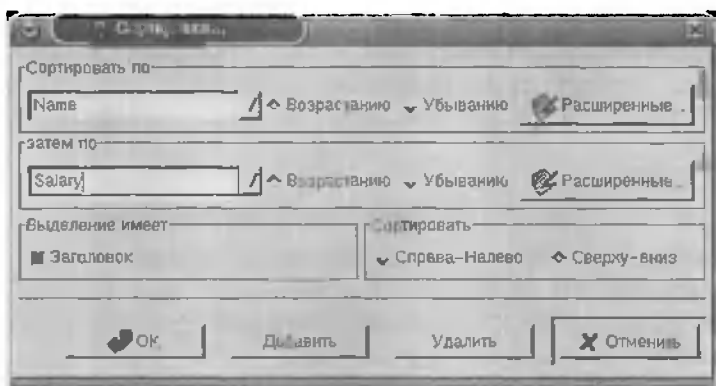 Сортировать по
Name Возрастанию Убыванию Расширенные...
затем по
Salary Возрастанию Убыванию Расширенные...
Выделение имеет Сортировать
Заголовок Справа-Налево Сверху-вниз
OK Добавить Удалить Отменить